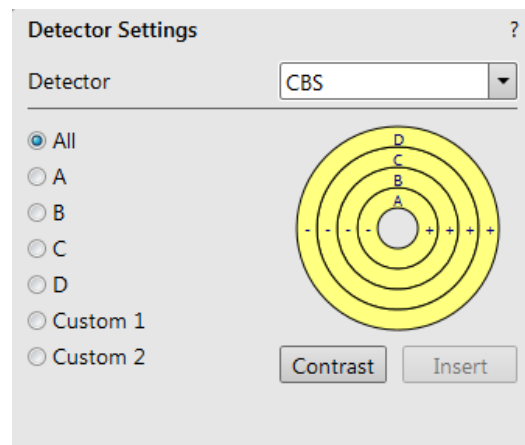 Detector Settings ?
Detector CBS
All
A
B
C
D
Custom 1
Custom 2
D
C
B
A
- - - - + + + +
Contrast Insert